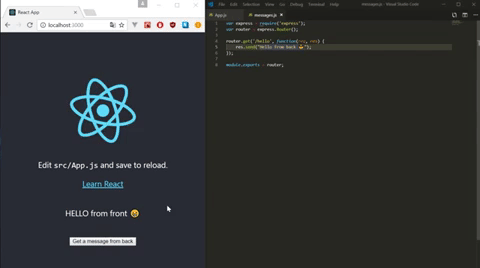 React App
localhost:3000
Edit src/App.js and save to reload.
Learn React
HELLO from front
Get a message from back
File Edit Selection View Go Debug Terminal Help
messages.js - Visual Studio Code
App.js
messages.js
1 var express = require("express");
2 var router = express.Router();
3
4 router.get("/hello", function(req, res) {
5 res.send("Hello from back
6 });
7
8 module.exports = router;